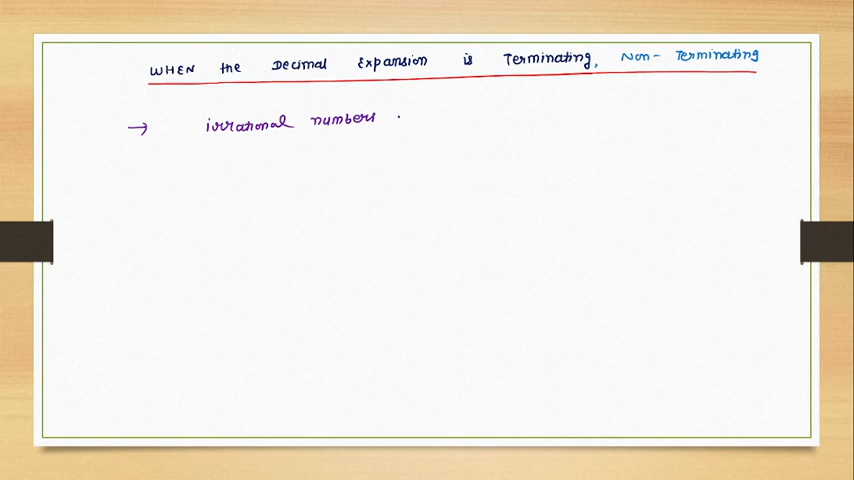 WHEN the Decimal Expansion is Terminating, Non- Terminating
→ irrational numbers .